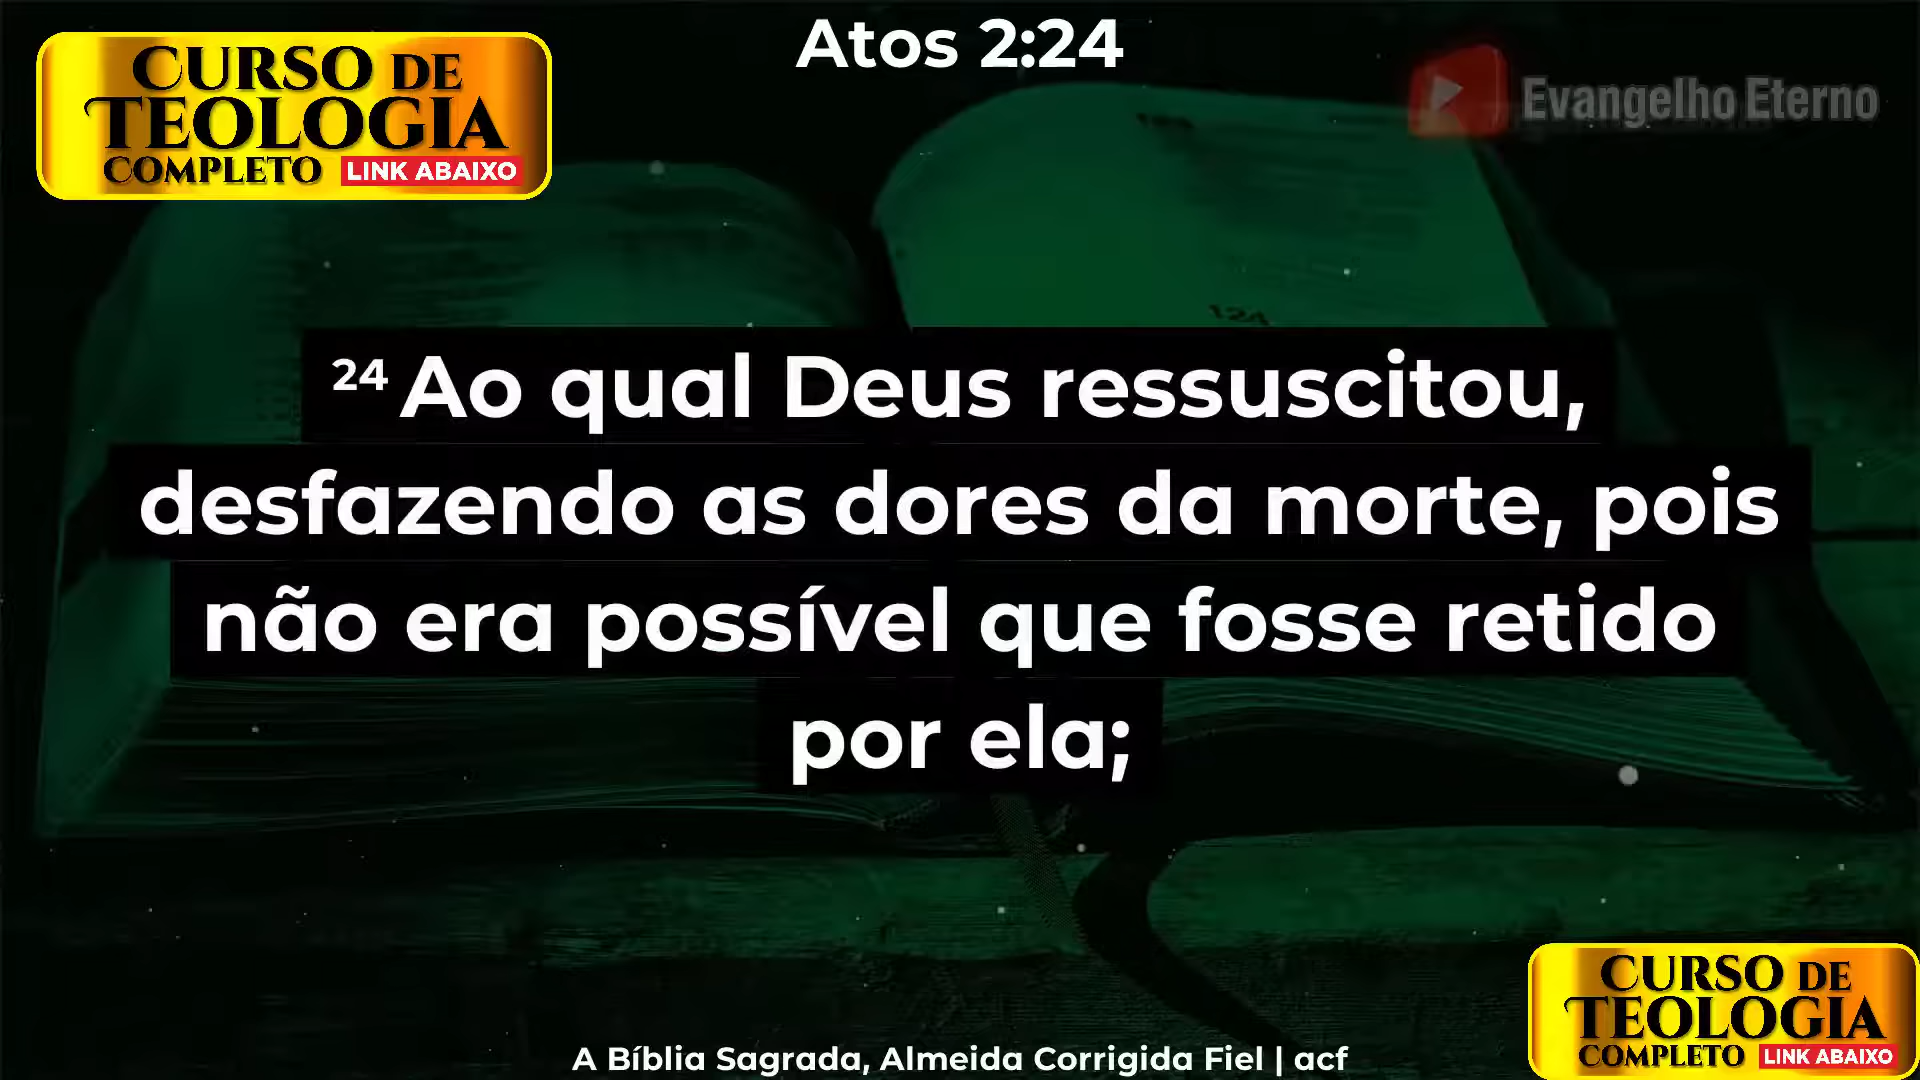 Atos 2:24
CURSO DE
TEOLOGIA
COMPLETO LINK ABAIXO
Evangelho Eterno
24 Ao qual Deus ressuscitou,
desfazendo as dores da morte, pois
não era possível que fosse retido
por ela;
124
CURSO DE
TEOLOGIA
COMPLETO LINK ABAIXO
A Bíblia Sagrada, Almeida Corrigida Fiel | acf